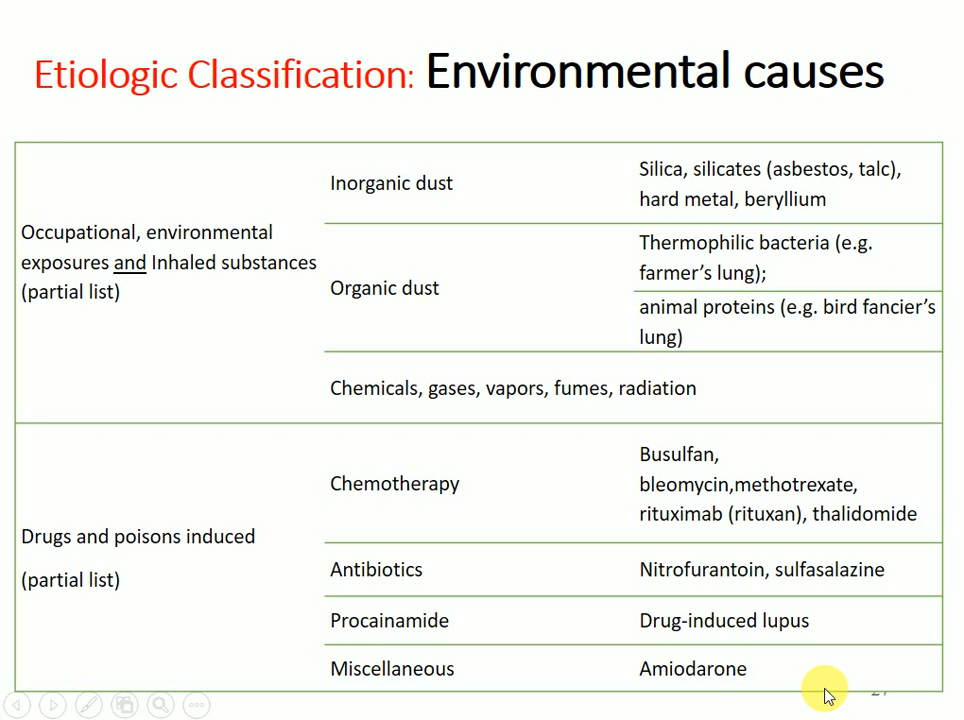 Etiologic Classification: Environmental causes
Occupational, environmental
exposures and Inhaled substances
(partial list)
Inorganic dust
Silica, silicates (asbestos, talc),
hard metal, beryllium
Organic dust
Thermophilic bacteria (e.g.
farmer’s lung);
animal proteins (e.g. bird fancier’s
lung)
Chemicals, gases, vapors, fumes, radiation
Drugs and poisons induced
(partial list)
Chemotherapy
Busulfan,
bleomycin,methotrexate,
rituximab (rituxan), thalidomide
Antibiotics
Nitrofurantoin, sulfasalazine
Procainamide
Drug-induced lupus
Miscellaneous
Amiodarone